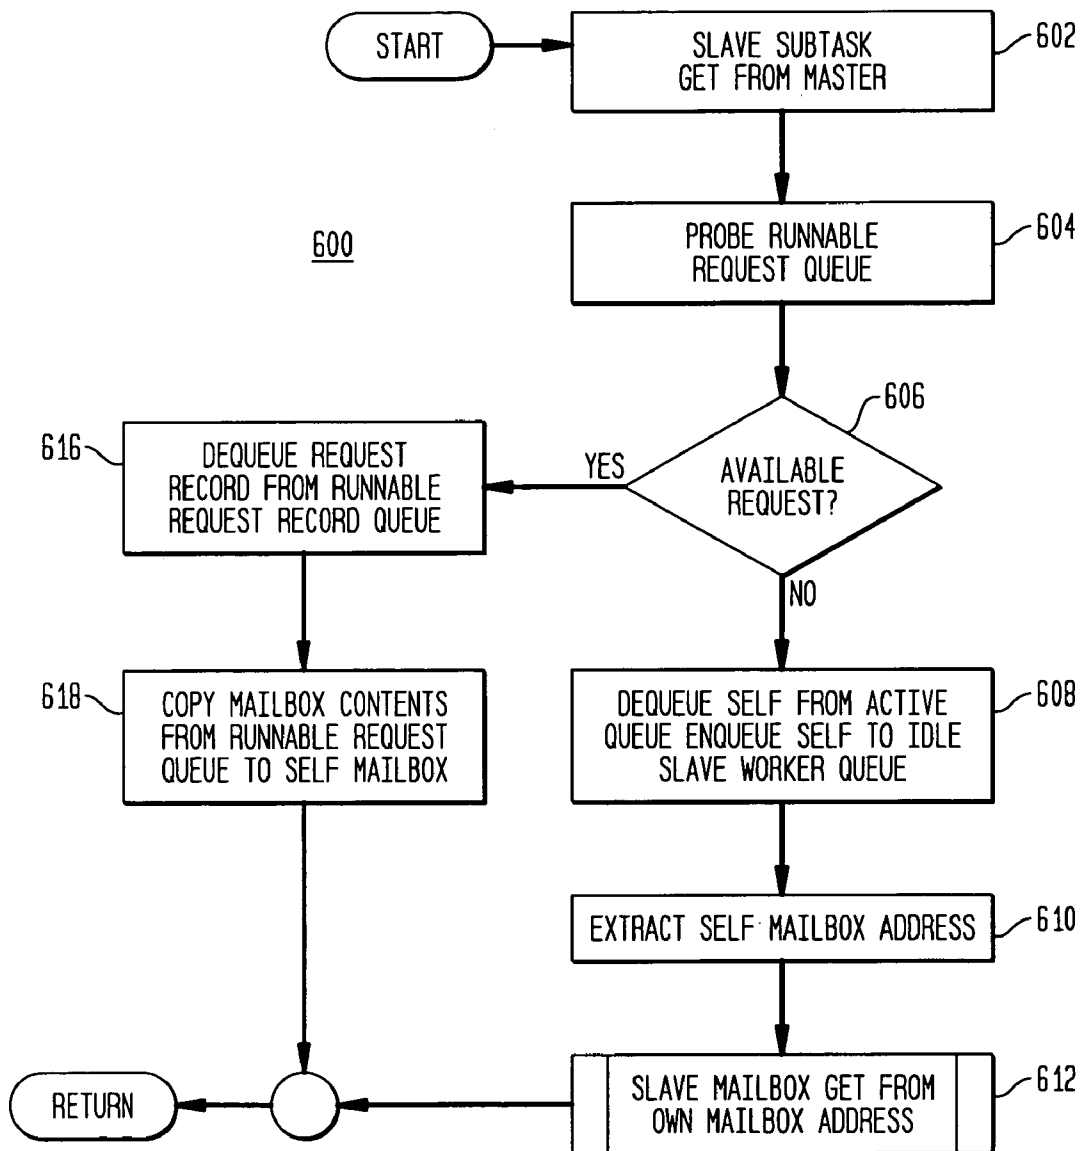 START
SLAVE SUBTASK
GET FROM MASTER
602
PROBE RUNNABLE
REQUEST QUEUE
604
600
606
AVAILABLE
REQUEST?
YES
NO
616
DEQUEUE REQUEST
RECORD FROM RUNNABLE
REQUEST RECORD QUEUE
618
COPY MAILBOX CONTENTS
FROM RUNNABLE REQUEST
QUEUE TO SELF MAILBOX
DEQUEUE SELF FROM ACTIVE
QUEUE ENQUEUE SELF TO IDLE
SLAVE WORKER QUEUE
608
EXTRACT SELF MAILBOX ADDRESS
610
SLAVE MAILBOX GET FROM
OWN MAILBOX ADDRESS
612
RETURN